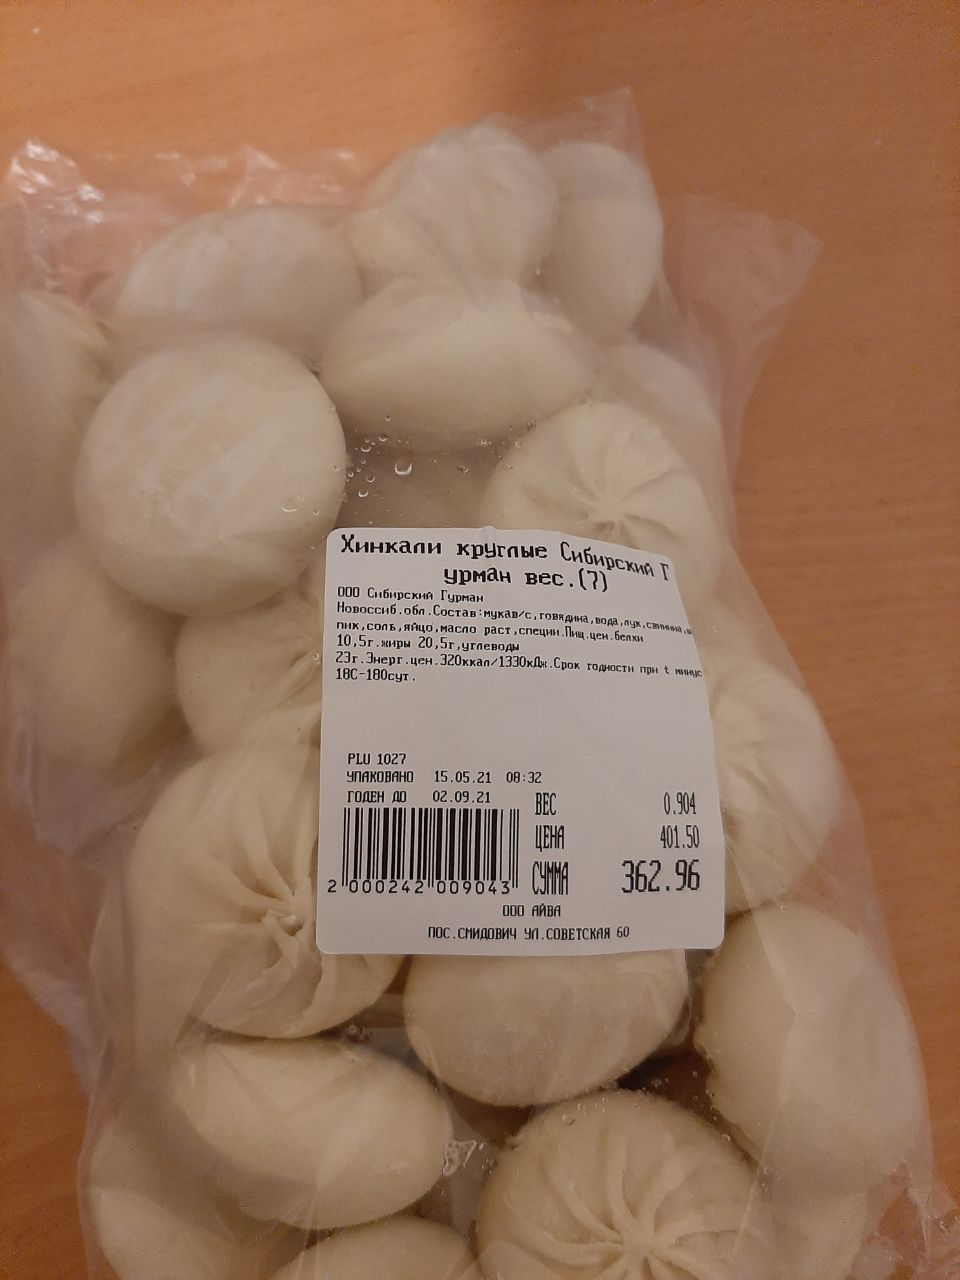 Хинкали круглые Сибирский Г
урман вес.(7)
ООО Сибирский Гурман
Новоссиб.обл.Состав:мукав/с,говядина,вода,лук,свинина,
пик,соль,яйцо,масло раст,специи.Пищ.цен.белки
10,5г.жиры 20,5г,углеводы
23г.Энерг.цен.320ккал/1330кДж.Срок годности при t минус
18С-180сут.
PLU 1027
УПАКОВАНО 15.05.21 08:32
ГОДЕН ДО 02.09.21
ВЕС 0.904
ЦЕНА 401.50
СУММА 362.96
2 000242 009043
ООО АЙВА
ПОС.СМИДОВИЧ УЛ.СОВЕТСКАЯ 60